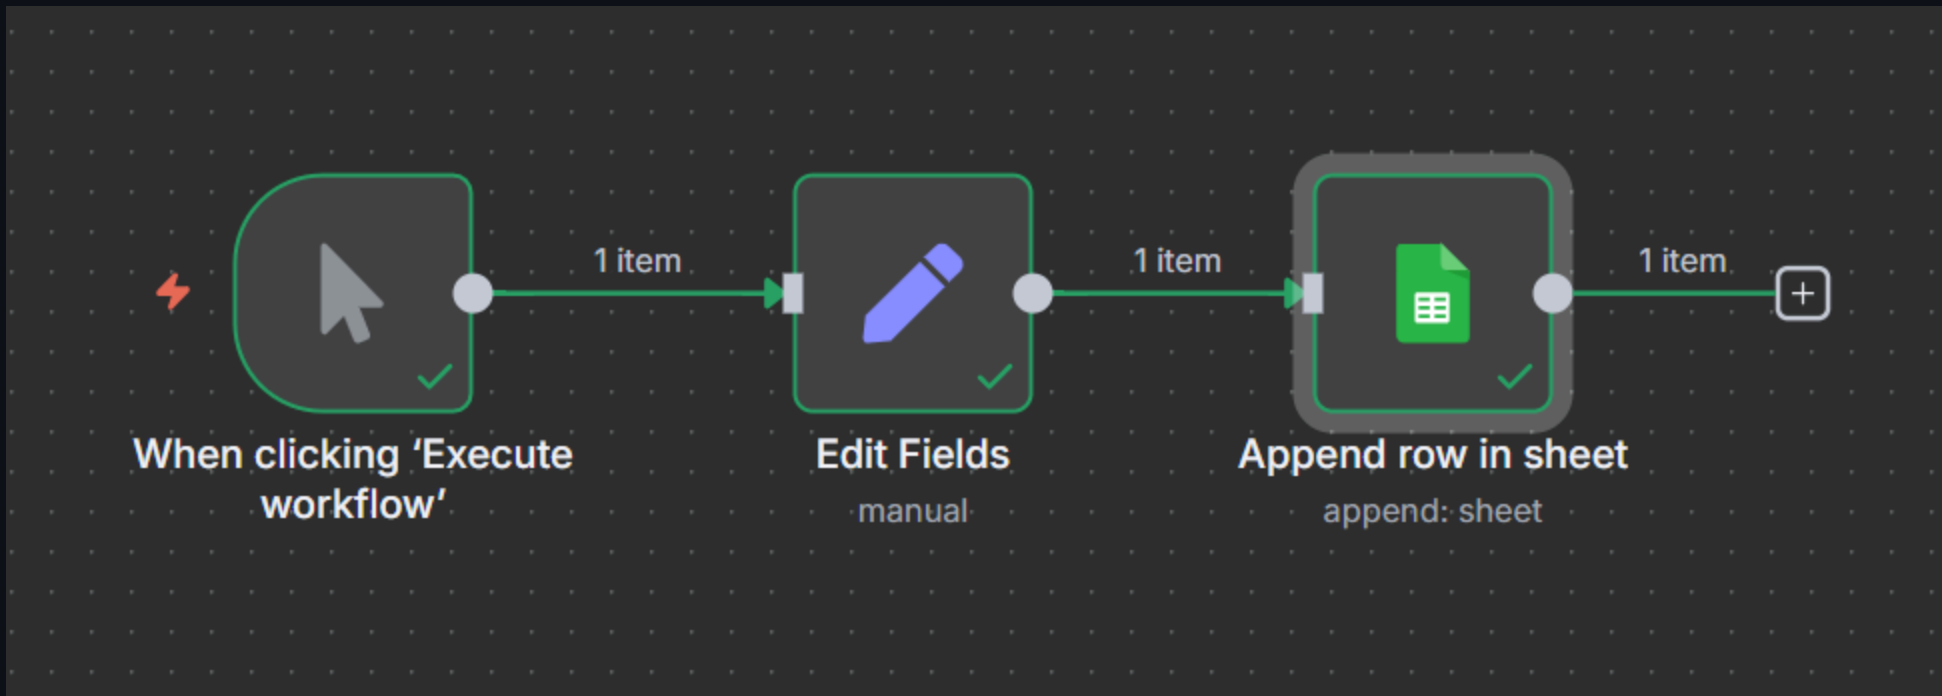 1 item
1 item
1 item
When clicking ‘Execute
workflow’
Edit Fields
manual
Append row in sheet
append: sheet